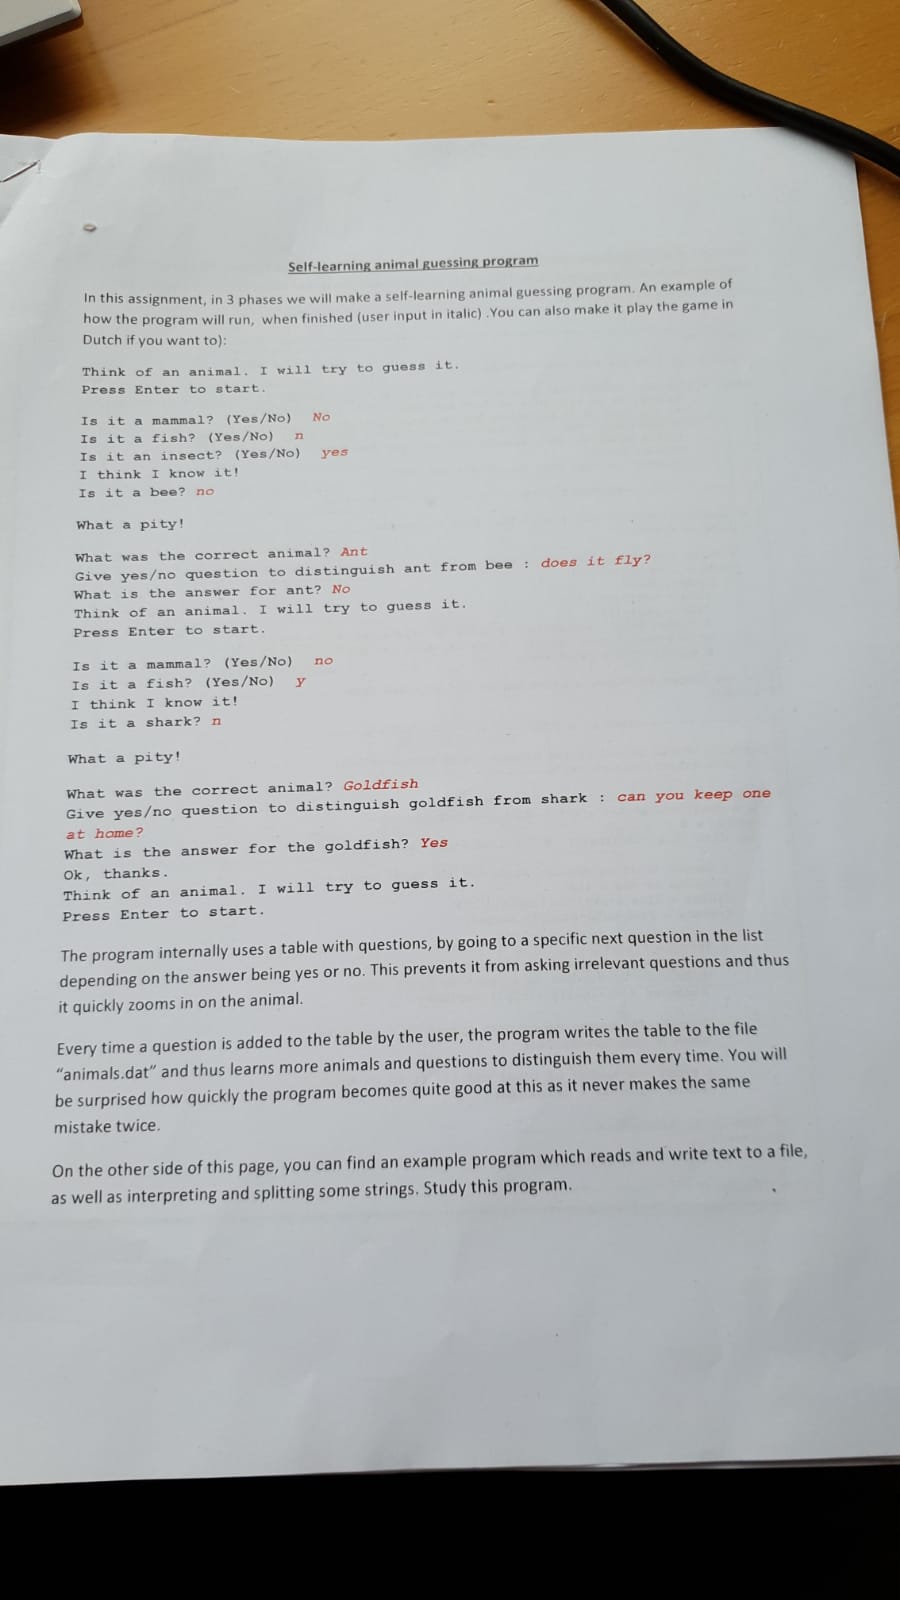 Self-learning animal guessing program
In this assignment, in 3 phases we will make a self-learning animal guessing program. An example of
how the program will run, when finished (user input in italic) .You can also make it play the game in
Dutch if you want to):
Think of an animal. I will try to guess it.
Press Enter to start.
Is it a mammal? (Yes/No) No
Is it a fish? (Yes/No) n
Is it an insect? (Yes/No) yes
I think I know it!
Is it a bee? no
What a pity!
What was the correct animal? Ant
Give yes/no question to distinguish ant from bee : does it fly?
What is the answer for ant? No
Think of an animal. I will try to guess it.
Press Enter to start.
Is it a mammal? (Yes/No) no
Is it a fish? (Yes/No) y
I think I know it!
Is it a shark? n
What a pity!
What was the correct animal? Goldfish
Give yes/no question to distinguish goldfish from shark : can you keep one
at home?
What is the answer for the goldfish? Yes
Ok, thanks.
Think of an animal. I will try to guess it.
Press Enter to start.
The program internally uses a table with questions, by going to a specific next question in the list
depending on the answer being yes or no. This prevents it from asking irrelevant questions and thus
it quickly zooms in on the animal.
Every time a question is added to the table by the user, the program writes the table to the file
“animals.dat” and thus learns more animals and questions to distinguish them every time. You will
be surprised how quickly the program becomes quite good at this as it never makes the same
mistake twice.
On the other side of this page, you can find an example program which reads and write text to a file,
as well as interpreting and splitting some strings. Study this program.